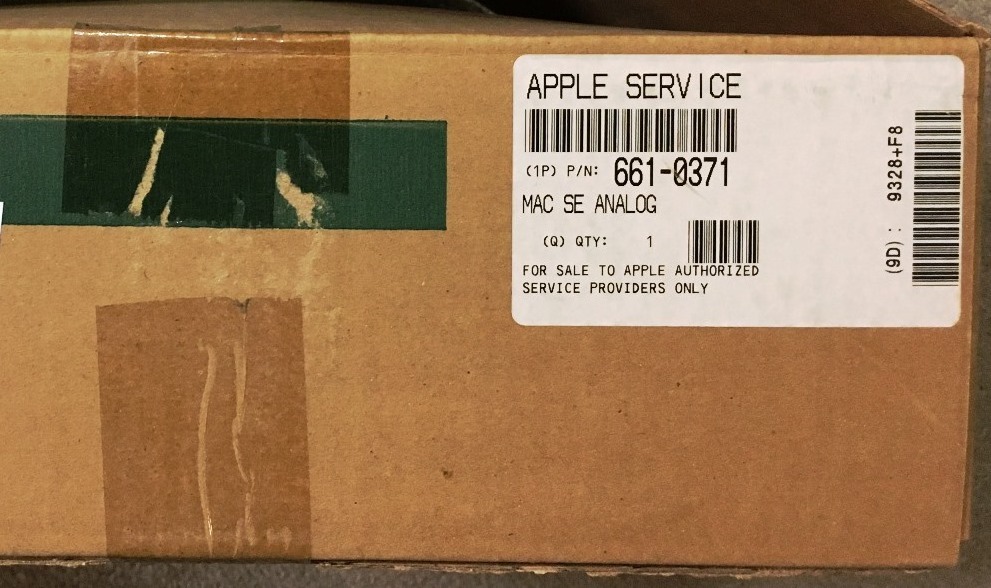 APPLE SERVICE
(1P) P/N: 661-0371
MAC SE ANALOG
(Q) QTY: 1
FOR SALE TO APPLE AUTHORIZED
SERVICE PROVIDERS ONLY
(9D) : 9328+F8